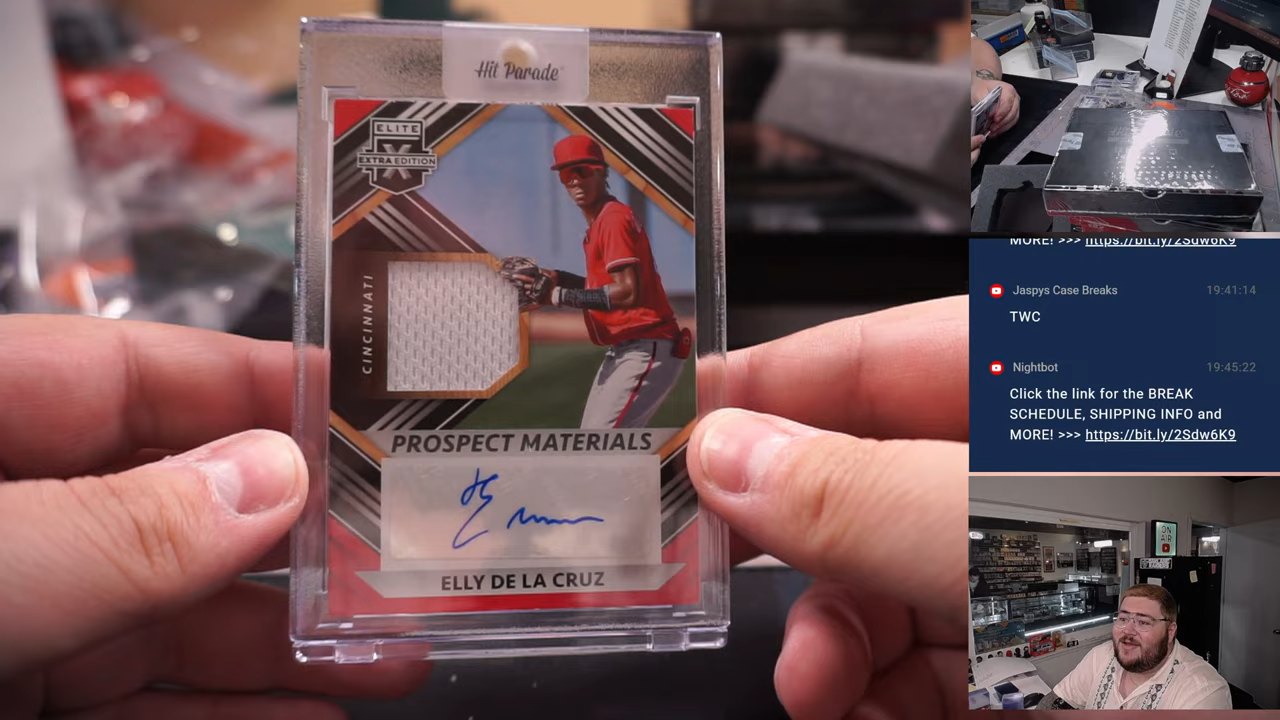 Hit Parade
ELITE
X
EXTRA EDITION
CINCINNATI
PROSPECT MATERIALS
ELLY DE LA CRUZ
MORE! >>> https://bit.ly/2Sdw6K9
Jaspys Case Breaks 19:41:14
TWC
Nightbot 19:45:22
Click the link for the BREAK
SCHEDULE, SHIPPING INFO and
MORE! >>> https://bit.ly/2Sdw6K9
ON
AIR